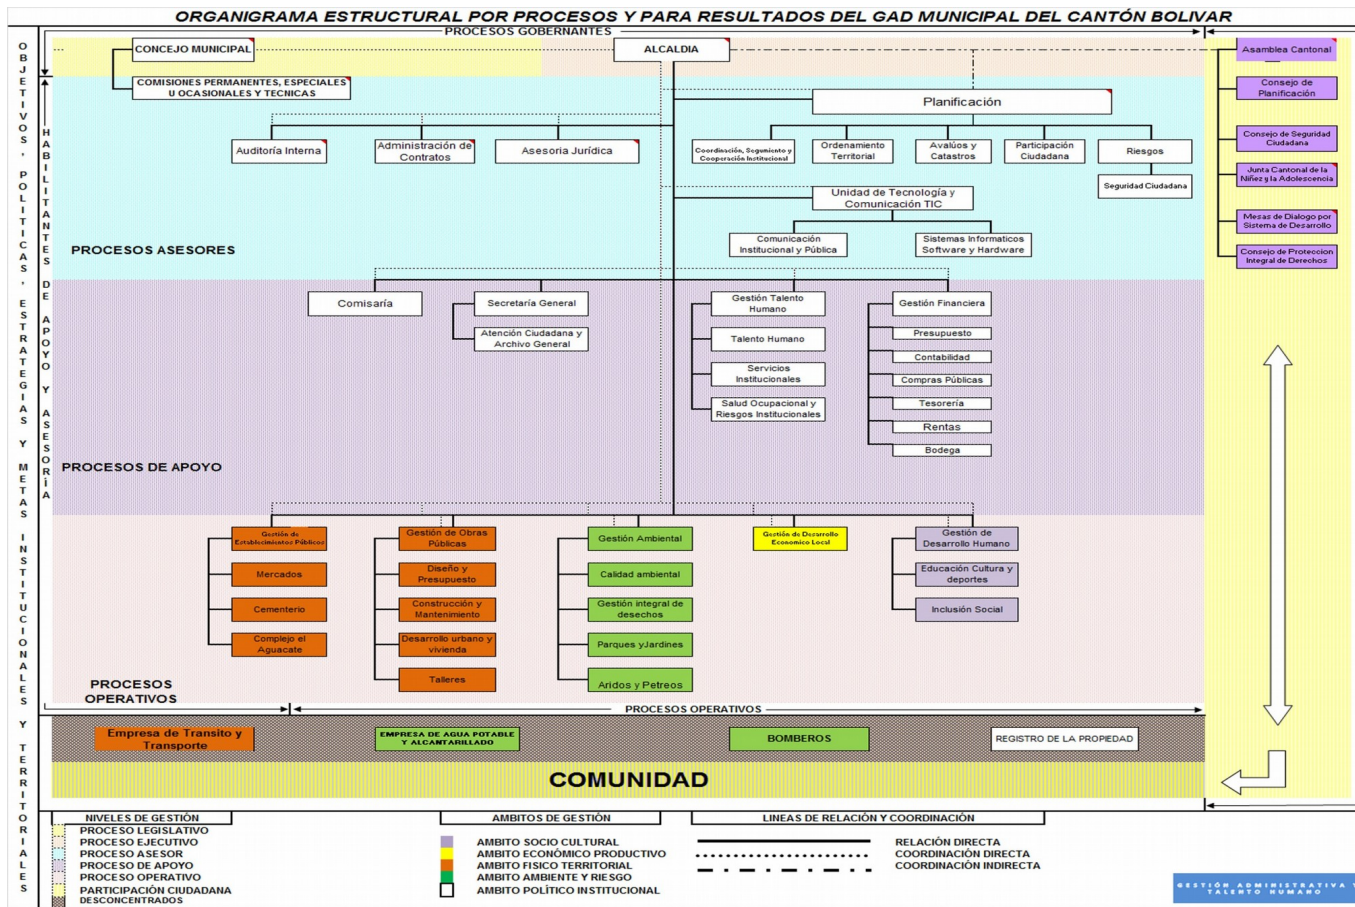 ORGANIGRAMA ESTRUCTURAL POR PROCESOS Y PARA RESULTADOS DEL GAD MUNICIPAL DEL CANTÓN BOLIVAR
PROCESOS GOBERNANTES
OBJETIVOS, POLITICAS, ESTRATEGIAS Y METAS INSTITUCIONALES Y TERRITORIALES
HABILITANTES DE APOYO Y ASESORÍA
CONCEJO MUNICIPAL
ALCALDIA
COMISIONES PERMANENTES, ESPECIALES
U OCASIONALES Y TECNICAS
Asamblea Cantonal
Consejo de
Planificación
Consejo de Seguridad
Ciudadana
Junta Cantonal de la
Niñez y la Adolescencia
Mesas de Dialogo por
Sistema de Desarrollo
Consejo de Proteccion
Integral de Derechos
Planificación
Auditoría Interna
Administración de
Contratos
Asesoria Jurídica
Coordinación, Seguimiento y
Cooperación Institucional
Ordenamiento
Territorial
Avalúos y
Catastros
Participación
Ciudadana
Riesgos
Seguridad Ciudadana
Unidad de Tecnología y
Comunicación TIC
Comunicación
Institucional y Pública
Sistemas Informaticos
Software y Hardware
PROCESOS ASESORES
Comisaría
Secretaría General
Atención Ciudadana y
Archivo General
Gestión Talento
Humano
Talento Humano
Servicios
Institucionales
Salud Ocupacional y
Riesgos Institucionales
Gestión Financiera
Presupuesto
Contabilidad
Compras Públicas
Tesorería
Rentas
Bodega
PROCESOS DE APOYO
Gestión de
Establecimientos Públicos
Mercados
Cementerio
Complejo el
Aguacate
Gestión de Obras
Públicas
Diseño y
Presupuesto
Construcción y
Mantenimiento
Desarrollo urbano y
vivienda
Talleres
Gestión Ambiental
Calidad ambiental
Gestión integral de
desechos
Parques yJardines
Aridos y Petreos
Gestión de Desarrollo
Economico Local
Gestión de
Desarrollo Humano
Educación Cultura y
deportes
Inclusión Social
PROCESOS
OPERATIVOS
PROCESOS OPERATIVOS
Empresa de Transito y
Transporte
EMPRESA DE AGUA POTABLE
Y ALCANTARILLADO
BOMBEROS
REGISTRO DE LA PROPIEDAD
COMUNIDAD
NIVELES DE GESTIÓN
PROCESO LEGISLATIVO
PROCESO EJECUTIVO
PROCESO ASESOR
PROCESO DE APOYO
PROCESO OPERATIVO
PARTICIPACIÓN CIUDADANA
DESCONCENTRADOS
AMBITOS DE GESTIÓN
AMBITO SOCIO CULTURAL
AMBITO ECONÓMICO PRODUCTIVO
AMBITO FISICO TERRITORIAL
AMBITO AMBIENTE Y RIESGO
AMBITO POLÍTICO INSTITUCIONAL
LINEAS DE RELACIÓN Y COORDINACIÓN
RELACIÓN DIRECTA
COORDINACIÓN DIRECTA
COORDINACIÓN INDIRECTA
GESTIÓN ADMINISTRATIVA Y
TALENTO HUMANO